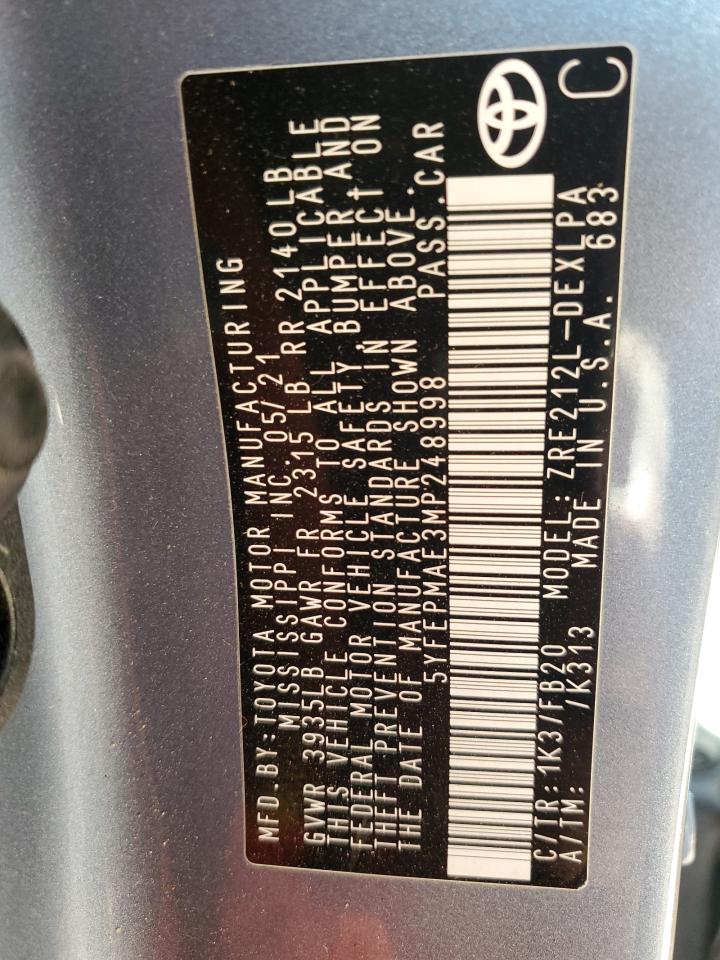 MFD.BY:TOYOTA MOTOR MANUFACTURING
MISSISSIPPI INC. 05/21
GVWR 3935LB GAWR FR 2315 LB RR 2140LB
THIS VEHICLE CONFORMS TO ALL APPLICABLE
FEDERAL MOTOR VEHICLE SAFETY, BUMPER AND
THEFT PREVENTION STANDARDS IN EFFECT ON
THE DATE OF MANUFACTURE SHOWN ABOVE.
5YFEPMAE3MP248998 PASS.CAR
C/TR:1K3/FB20 MODEL:ZRE212L-DEXLPA
A/TM: /K313 MADE IN U.S.A. 683
C